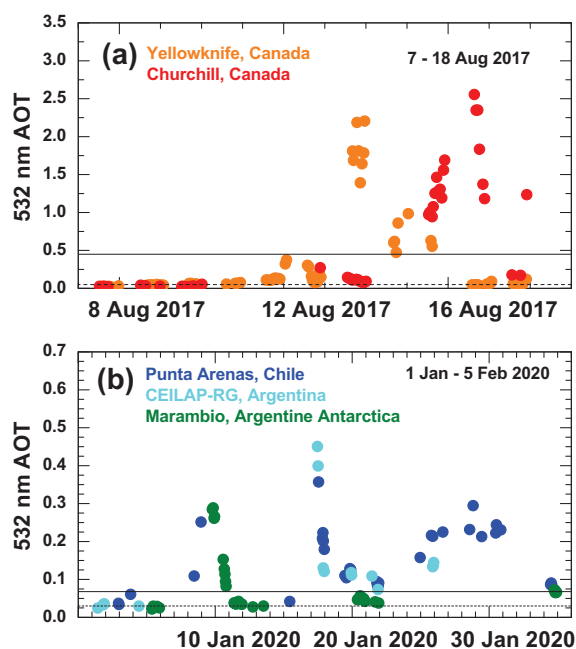 (a)
Yellowknife, Canada
Churchill, Canada
7 - 18 Aug 2017
532 nm AOT
3.5
3.0
2.5
2.0
1.5
1.0
0.5
0.0
8 Aug 2017 12 Aug 2017 16 Aug 2017
(b)
Punta Arenas, Chile
CEILAP-RG, Argentina
Marambio, Argentine Antarctica
1 Jan - 5 Feb 2020
532 nm AOT
0.7
0.6
0.5
0.4
0.3
0.2
0.1
0.0
10 Jan 2020 20 Jan 2020 30 Jan 2020